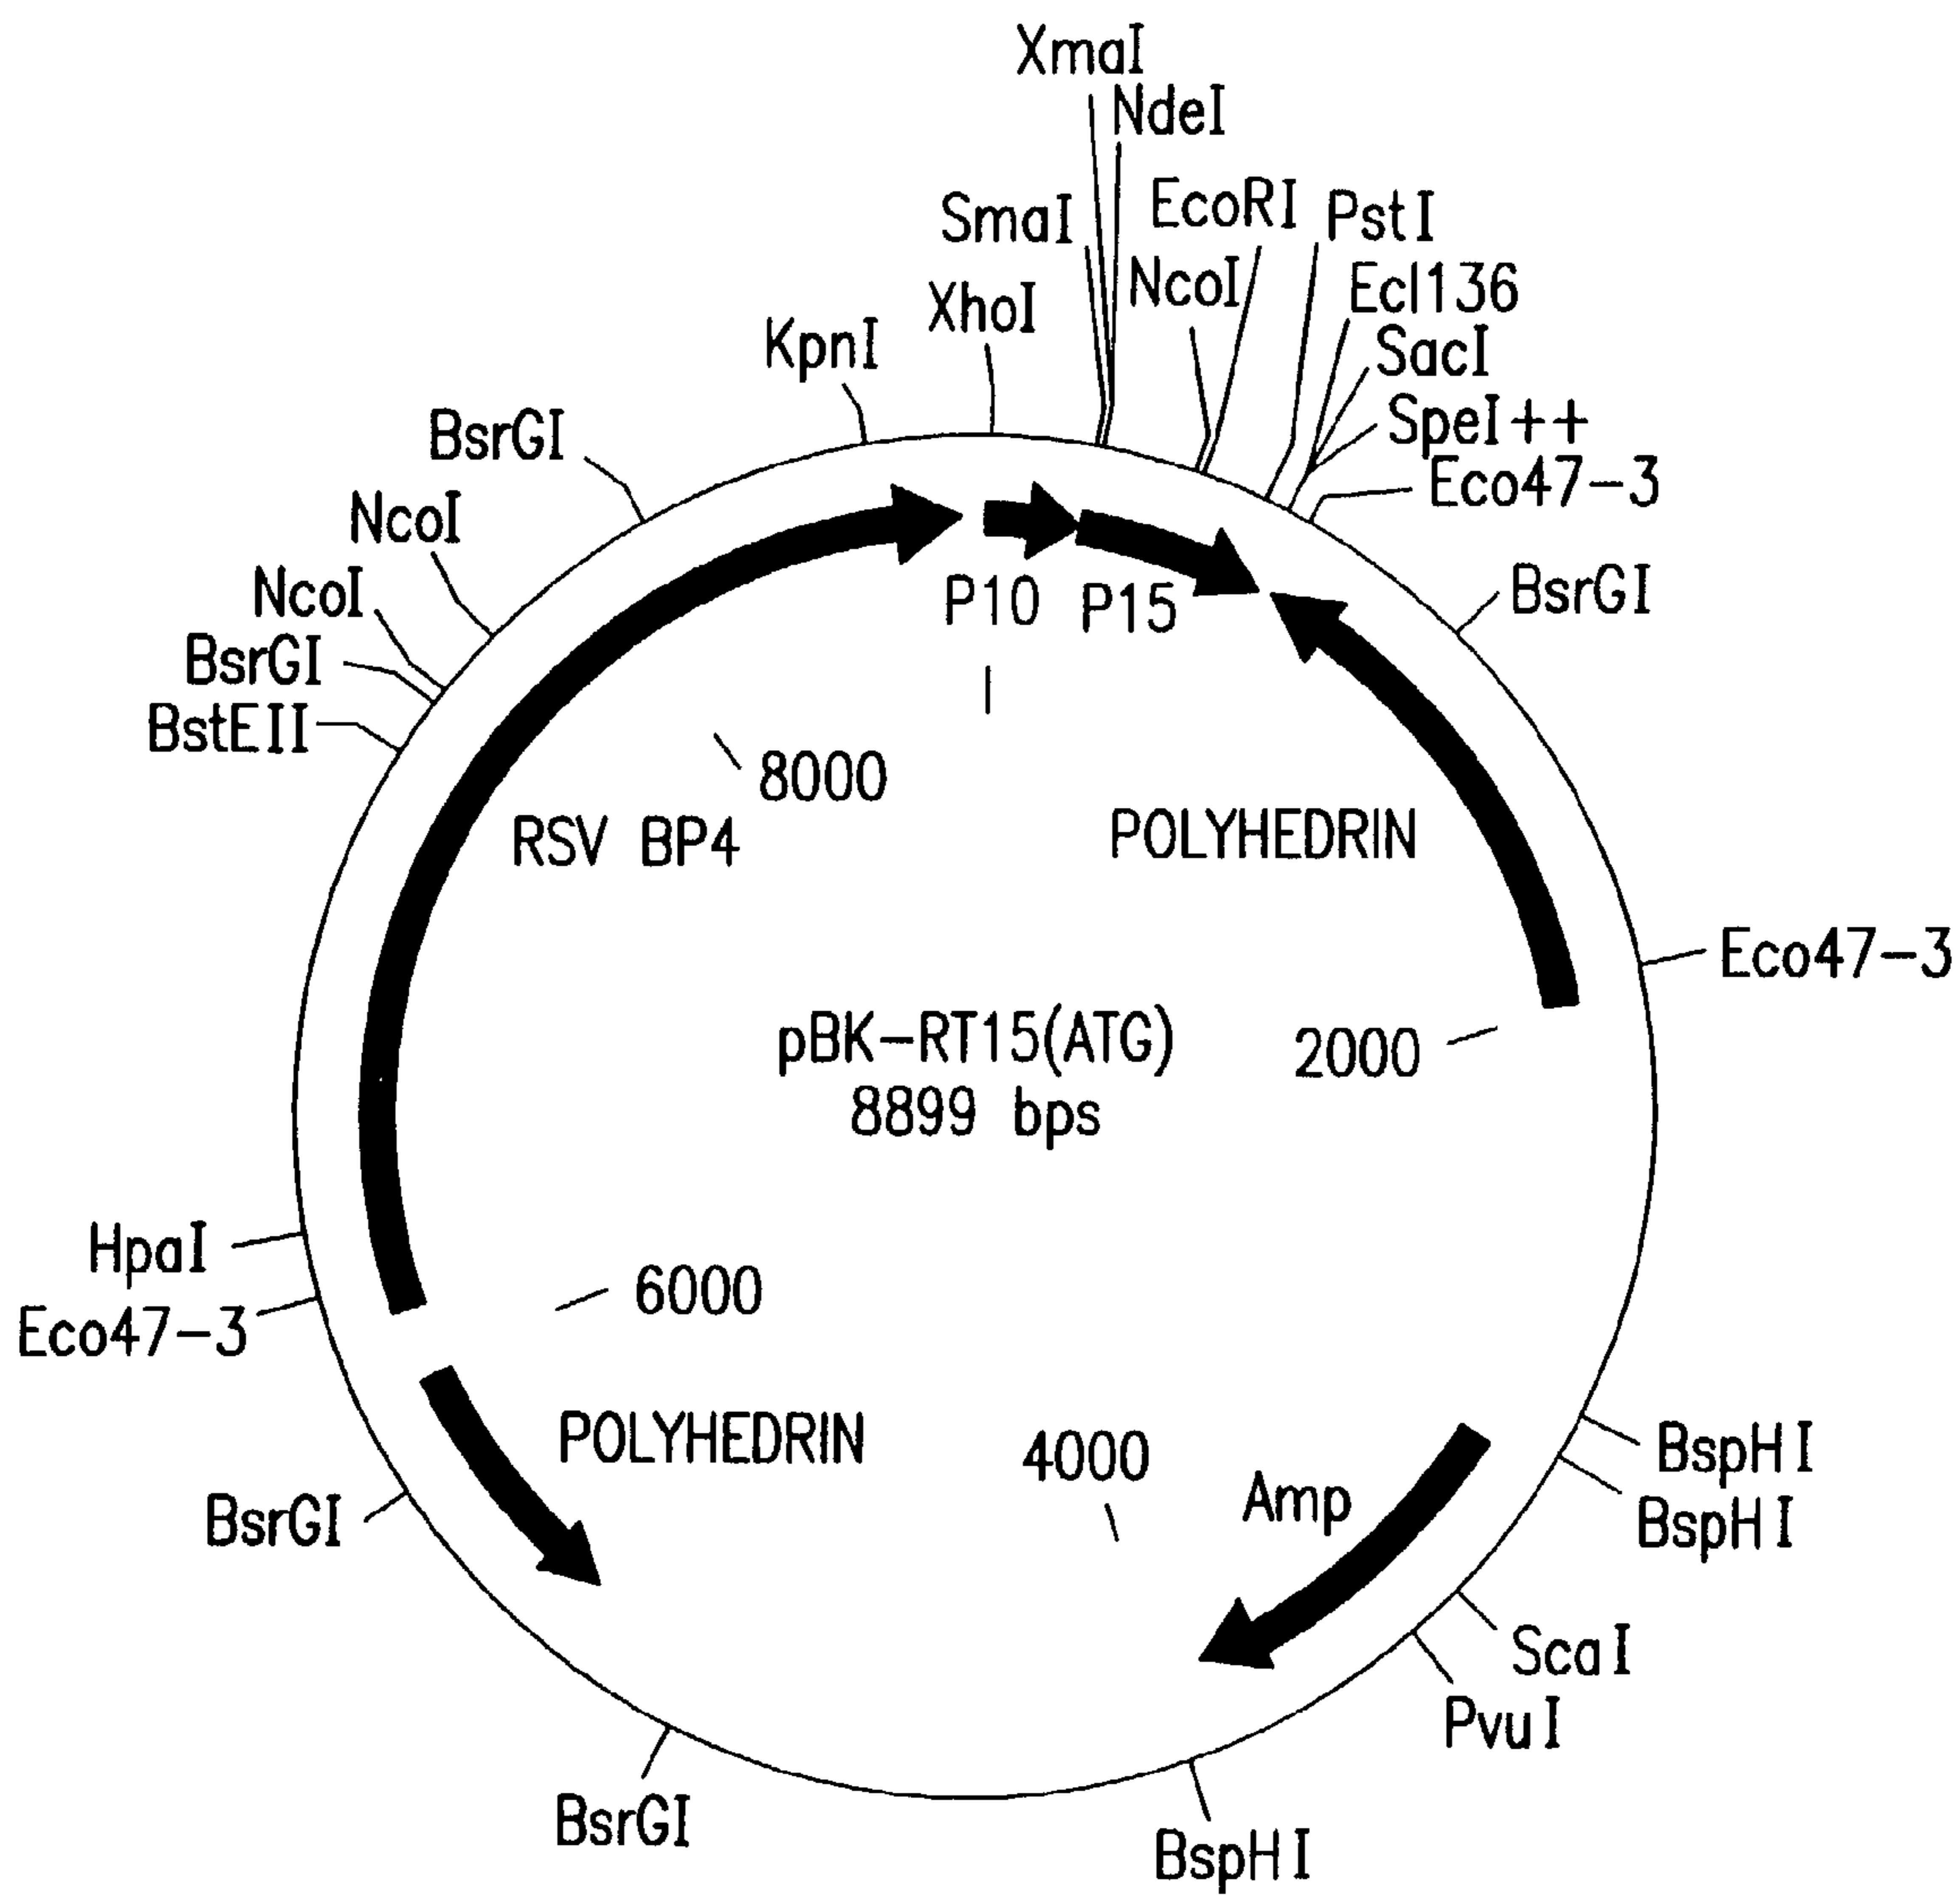 XmaI
NdeI
SmaI
EcoRI
PstI
XhoI
NcoI
Ecl136
KpnI
SacI
BsrGI
SpeI++
Eco47-3
NcoI
NcoI
P10
P15
BsrGI
BsrGI
BstEII
8000
RSV BP4
POLYHEDRIN
Eco47-3
pBK-RT15(ATG)
2000
8899 bps
HpaI
6000
Eco47-3
POLYHEDRIN
4000
BspHI
Amp
BsrGI
BspHI
ScaI
PvuI
BsrGI
BspHI